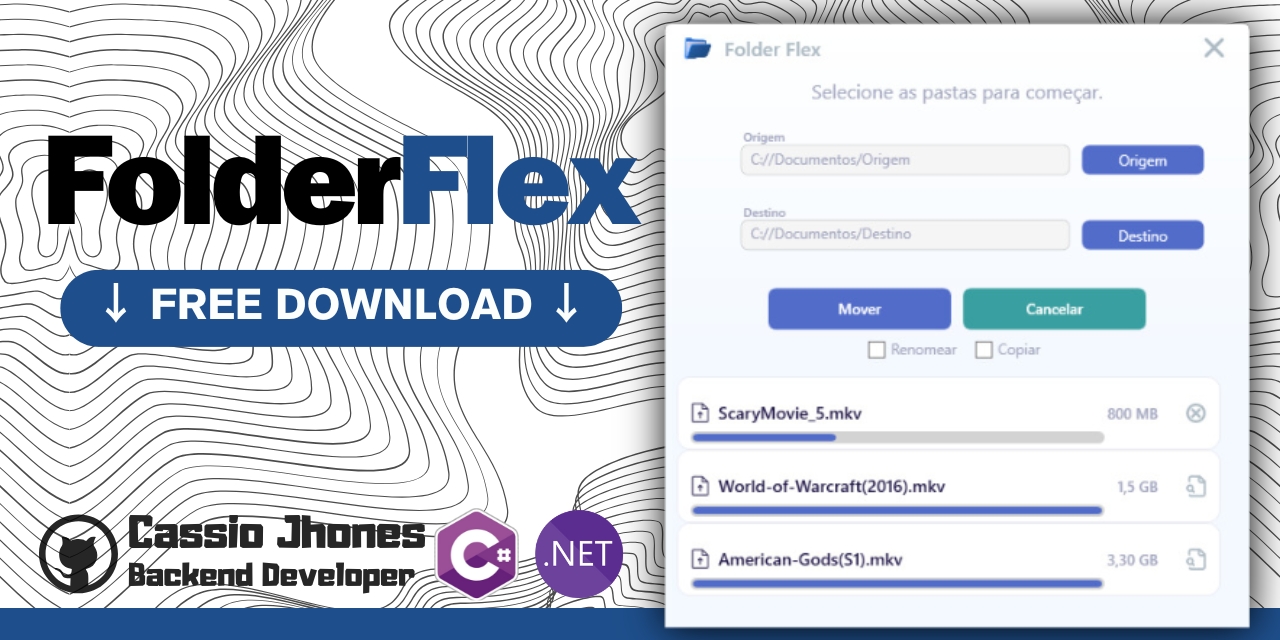 FolderFlex
↓ FREE DOWNLOAD ↓
Cassio Jhones
Backend Developer
C#
.NET
Folder Flex
Selecione as pastas para começar.
Origem
C://Documentos/Origem
Origem
Destino
C://Documentos/Destino
Destino
Mover
Cancelar
Renomear
Copiar
ScaryMovie_5.mkv
800 MB
World-of-Warcraft(2016).mkv
1,5 GB
American-Gods(S1).mkv
3,30 GB